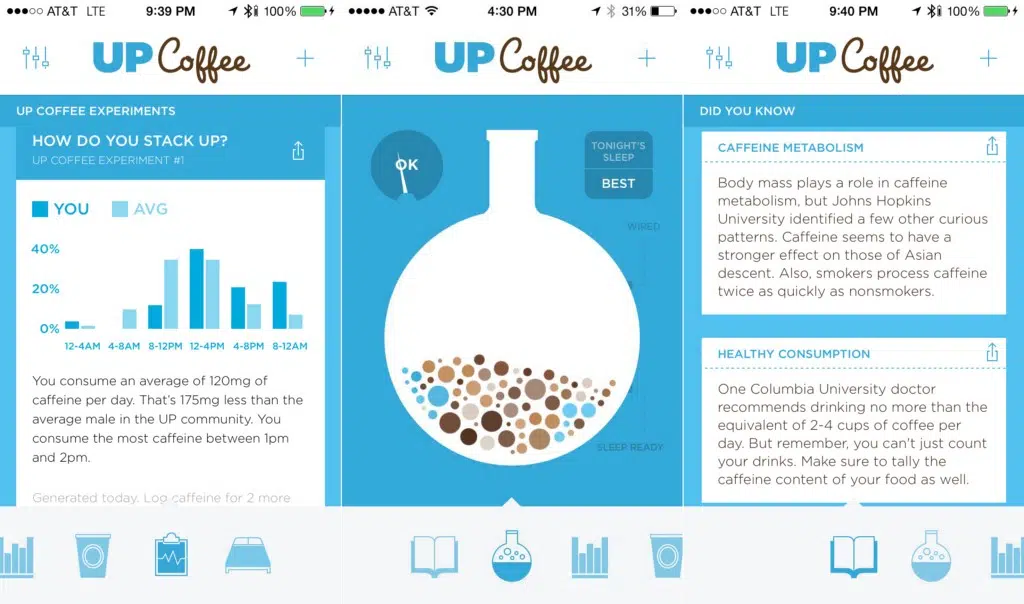 AT&T LTE 9:39 PM 100%
UP Coffee
UP COFFEE EXPERIMENTS
HOW DO YOU STACK UP?
UP COFFEE EXPERIMENT #1
YOU AVG
40%
20%
0%
12-4AM 4-8AM 8-12PM 12-4PM 4-8PM 8-12AM
You consume an average of 120mg of
caffeine per day. That's 175mg less than the
average male in the UP community. You
consume the most caffeine between 1pm
and 2pm.
Generated today. Log caffeine for 2 more
AT&T 4:30 PM 31%
UP Coffee
OK
TONIGHT'S
SLEEP
BEST
WIRED
SLEEP READY
AT&T LTE 9:40 PM 100%
UP Coffee
DID YOU KNOW
CAFFEINE METABOLISM
Body mass plays a role in caffeine
metabolism, but Johns Hopkins
University identified a few other curious
patterns. Caffeine seems to have a
stronger effect on those of Asian
descent. Also, smokers process caffeine
twice as quickly as nonsmokers.
HEALTHY CONSUMPTION
One Columbia University doctor
recommends drinking no more than the
equivalent of 2-4 cups of coffee per
day. But remember, you can't just count
your drinks. Make sure to tally the
caffeine content of your food as well.